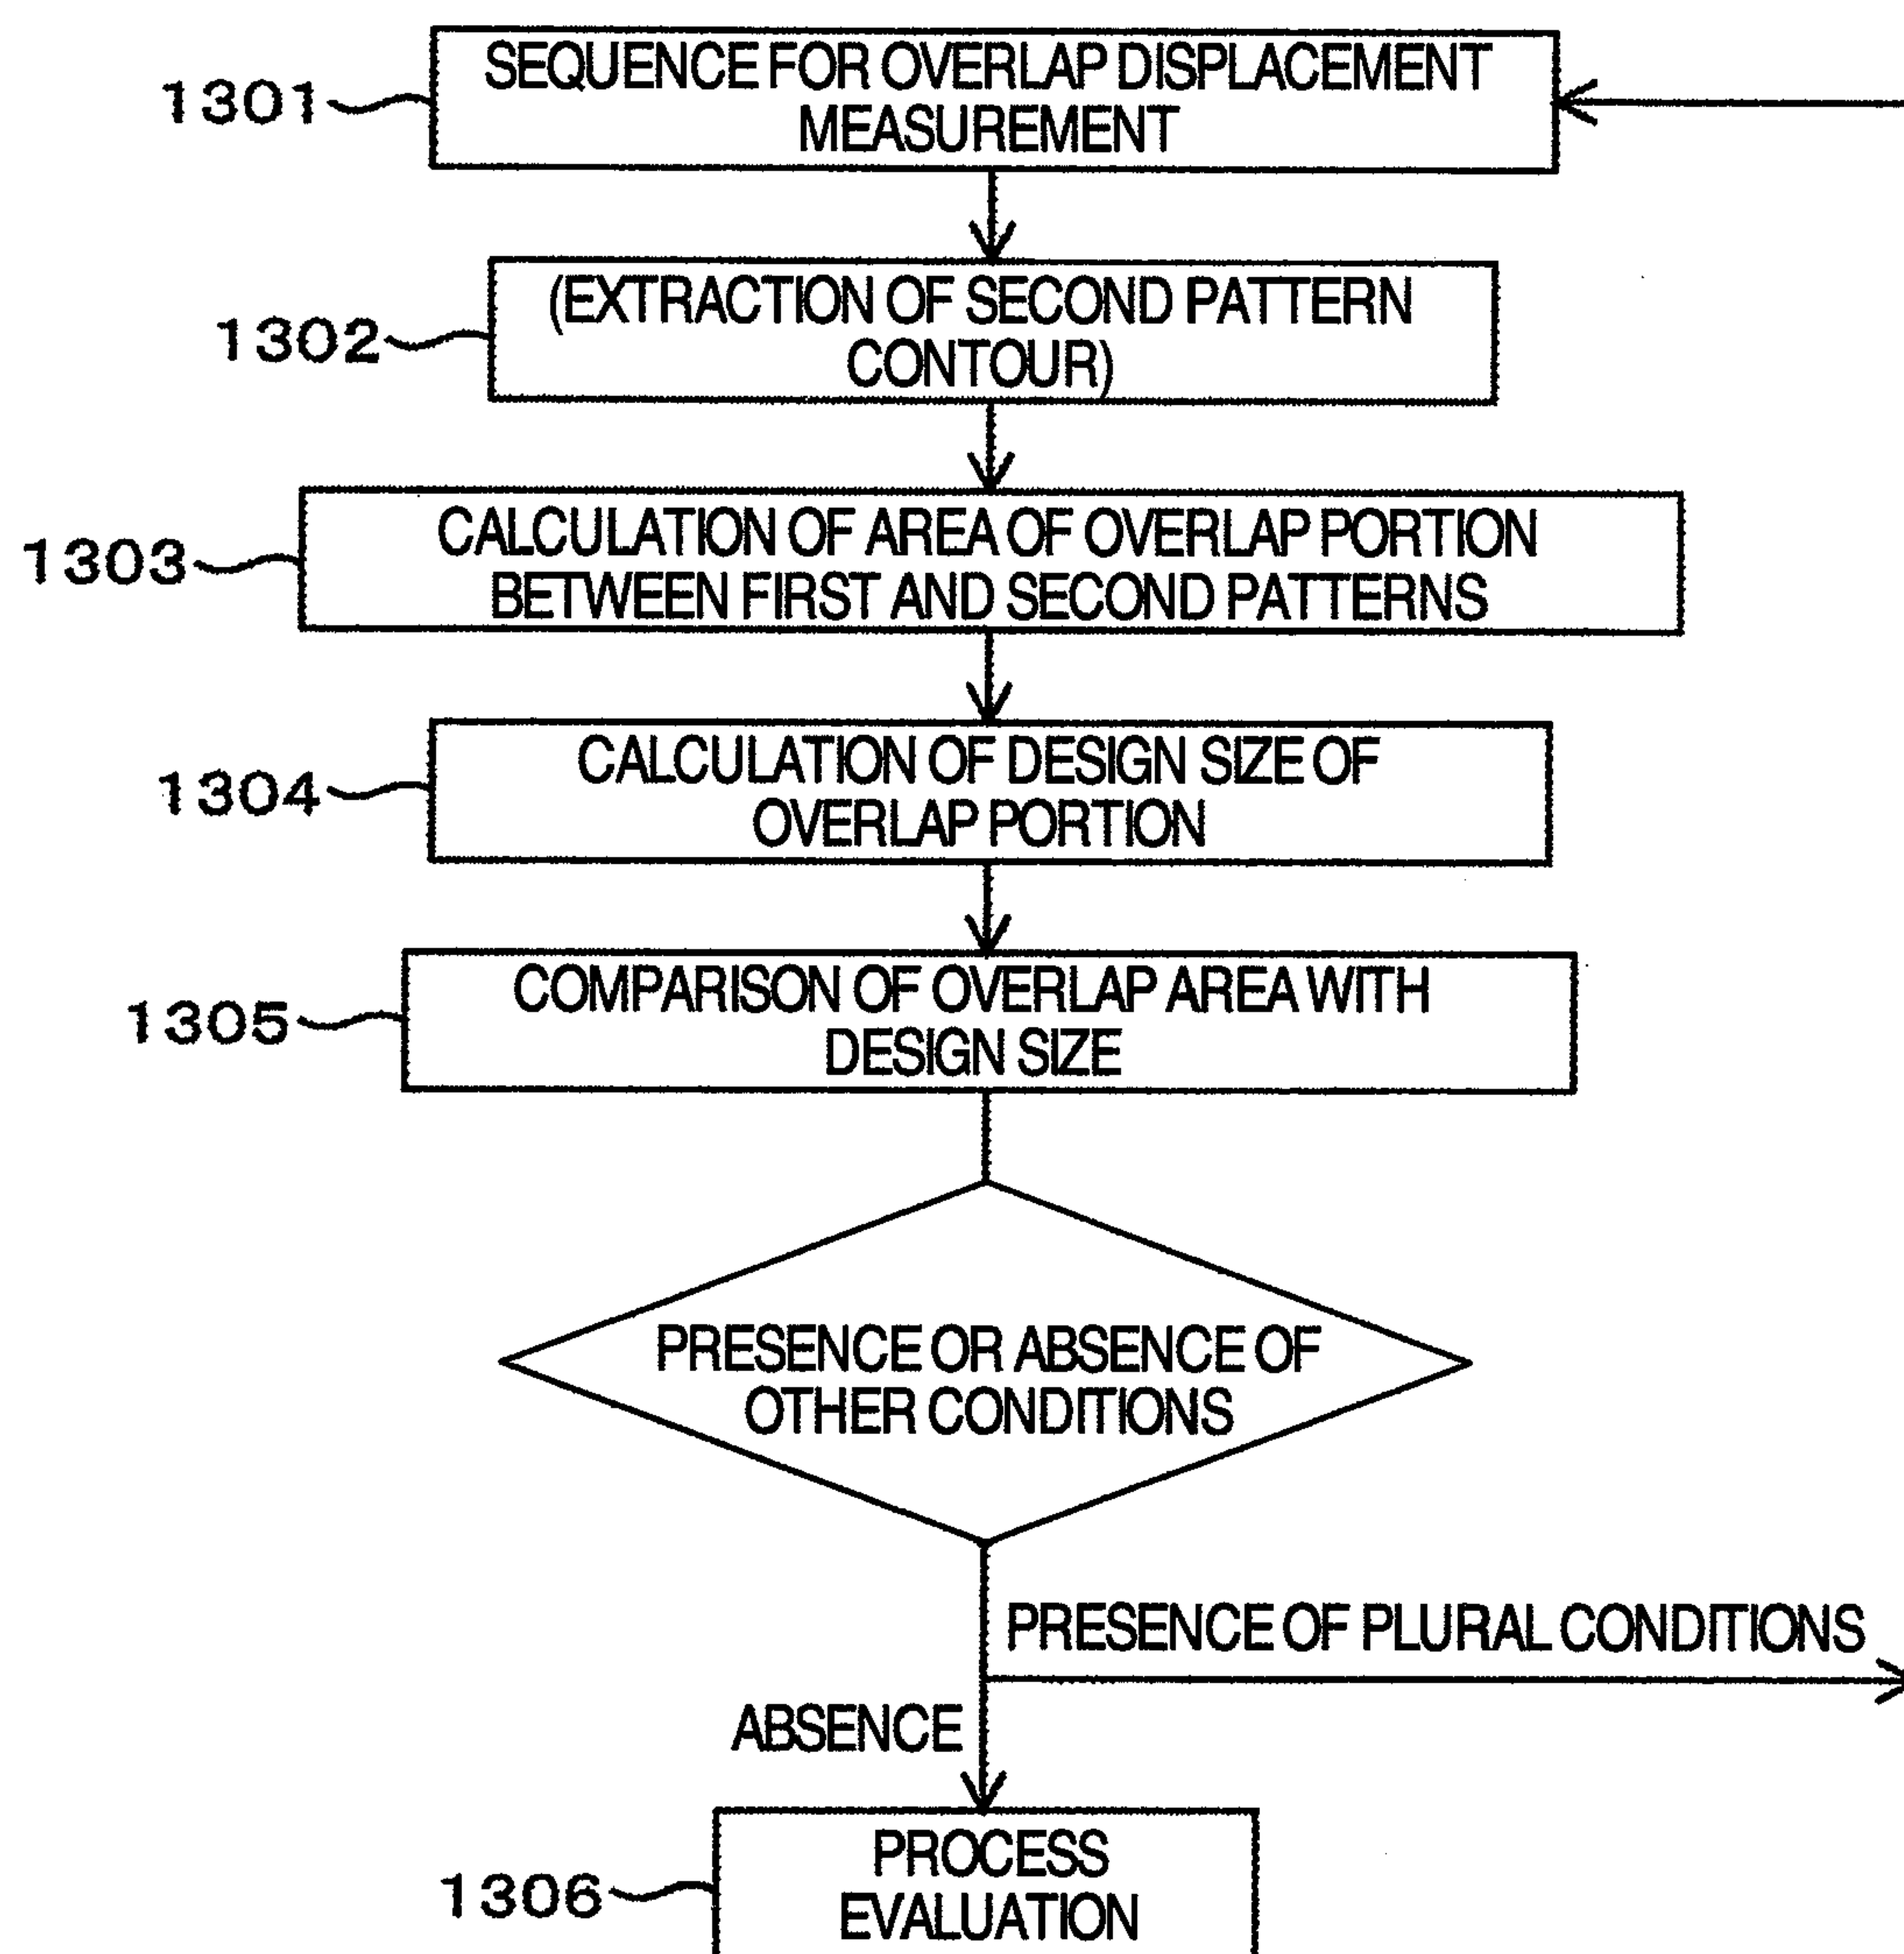 SEQUENCE FOR OVERLAP DISPLACEMENT
MEASUREMENT
1301
(EXTRACTION OF SECOND PATTERN
CONTOUR)
1302
CALCULATION OF AREA OF OVERLAP PORTION
BETWEEN FIRST AND SECOND PATTERNS
1303
CALCULATION OF DESIGN SIZE OF
OVERLAP PORTION
1304
COMPARISON OF OVERLAP AREA WITH
DESIGN SIZE
1305
PRESENCE OR ABSENCE OF
OTHER CONDITIONS
PRESENCE OF PLURAL CONDITIONS
ABSENCE
PROCESS
EVALUATION
1306